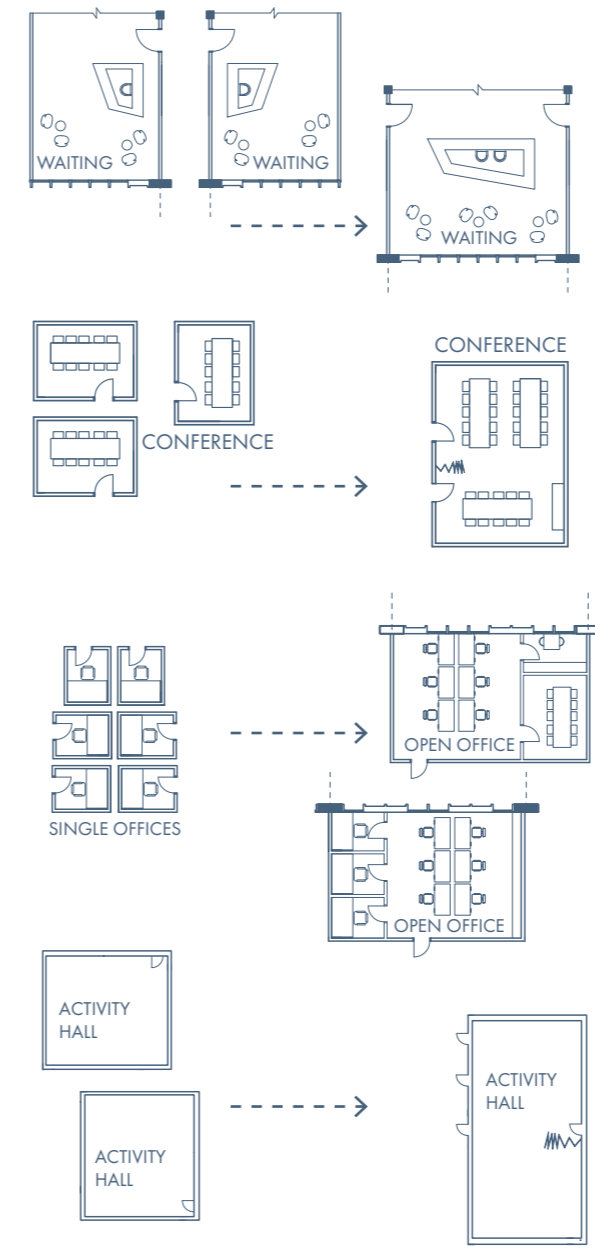 WAITING
WAITING
WAITING
CONFERENCE
CONFERENCE
OPEN OFFICE
SINGLE OFFICES
OPEN OFFICE
ACTIVITY
HALL
ACTIVITY
HALL
ACTIVITY
HALL